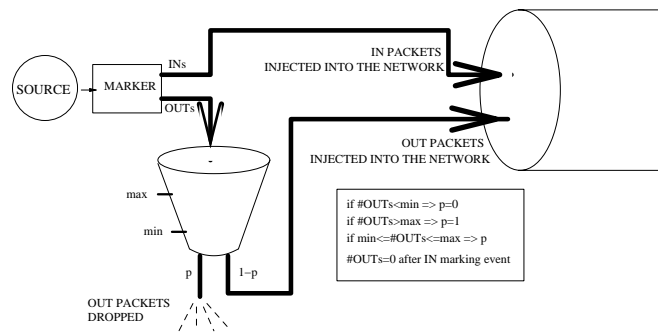 INs
IN PACKETS
INJECTED INTO THE NETWORK
SOURCE
MARKER
OUTs
OUT PACKETS
INJECTED INTO THE NETWORK
max
min
if #OUTs<min => p=0
if #OUTs>max => p=1
if min<=#OUTs<=max => p
#OUTs=0 after IN marking event
p
1-p
OUT PACKETS
DROPPED